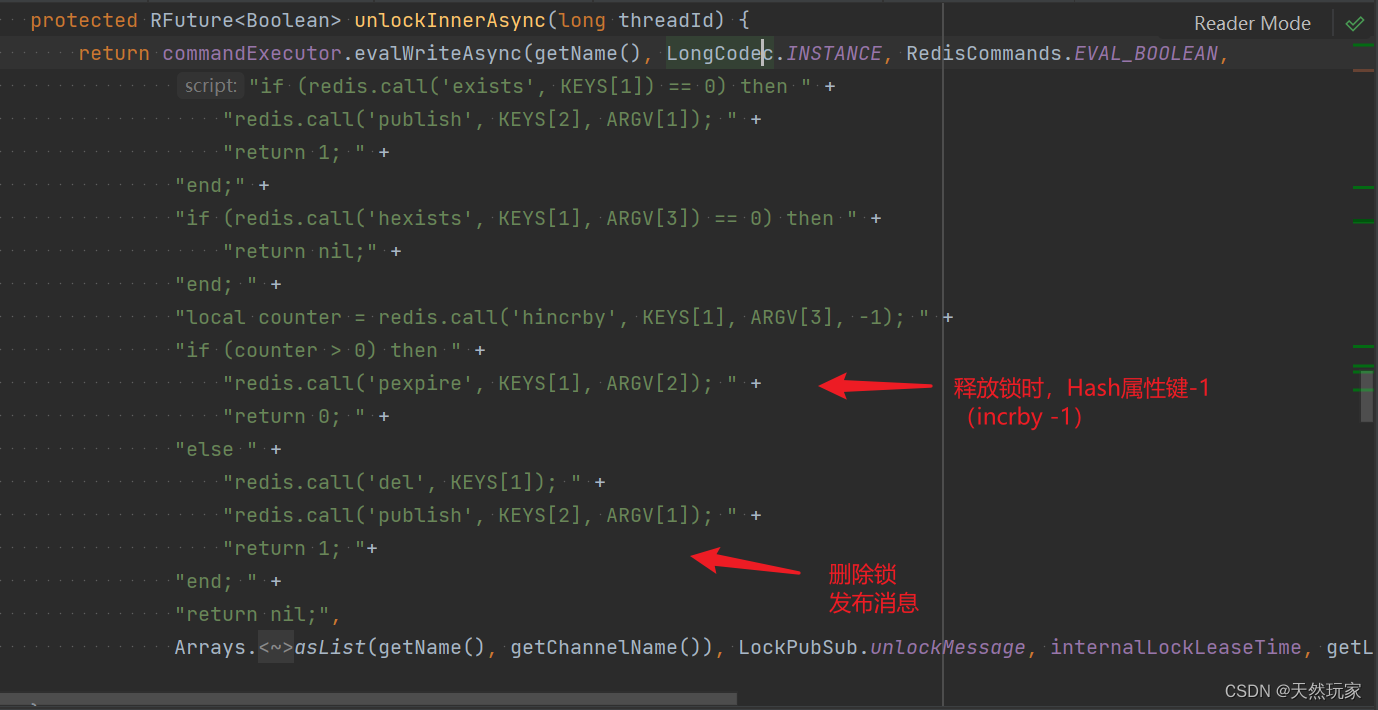 protected RFuture<Boolean> unlockInnerAsync(long threadId) {
Reader Mode
return commandExecutor.evalWriteAsync(getName(), LongCodec.INSTANCE, RedisCommands.EVAL_BOOLEAN,
script: "if (redis.call('exists', KEYS[1]) == 0) then " +
"redis.call('publish', KEYS[2], ARGV[1]); " +
"return 1; " +
"end;" +
"if (redis.call('hexists', KEYS[1], ARGV[3]) == 0) then " +
"return nil;" +
"end; " +
"local counter = redis.call('hincrby', KEYS[1], ARGV[3], -1); " +
"if (counter > 0) then " +
"redis.call('pexpire', KEYS[1], ARGV[2]); " +
释放锁时，Hash属性键-1
（incrby -1）
"return 0; " +
"else " +
"redis.call('del', KEYS[1]); " +
"redis.call('publish', KEYS[2], ARGV[1]); " +
"return 1; "+
删除锁
发布消息
"end; " +
"return nil;",
Arrays.<~>asList(getName(), getChannelName()), LockPubSub.unlockMessage, internalLockLeaseTime, getL
CSDN @天然玩家